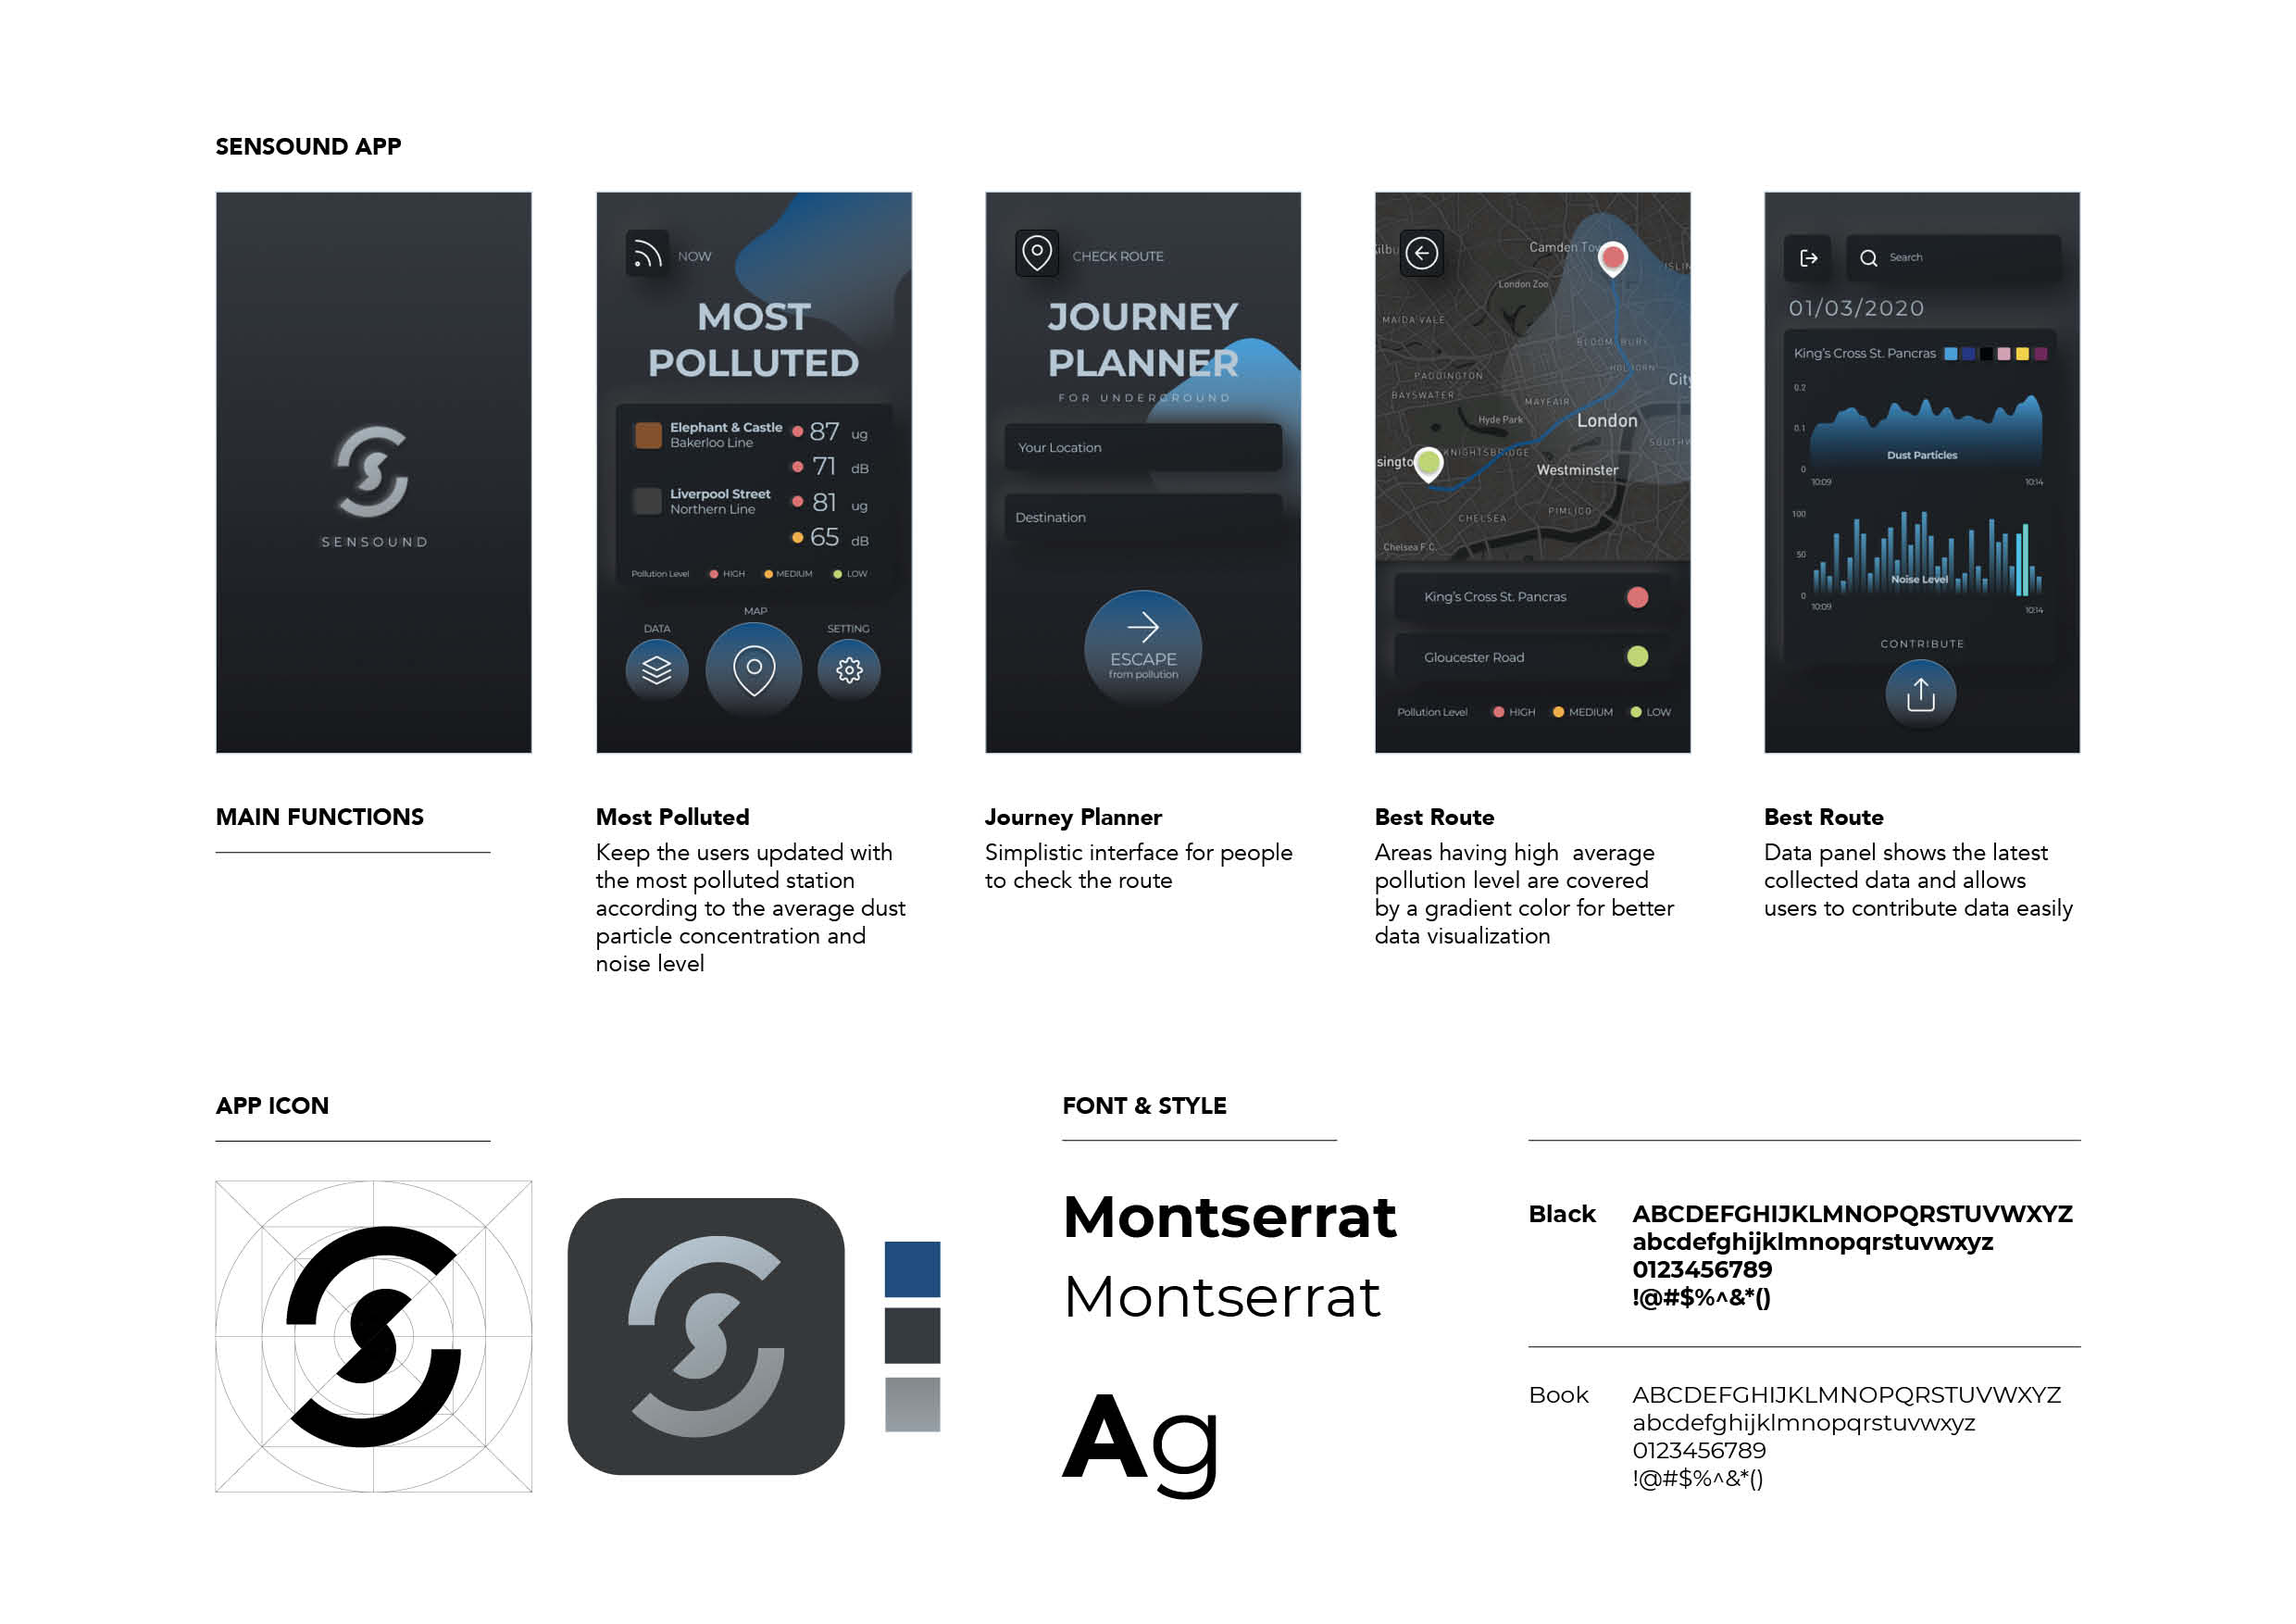 SENSOUND APP
SENSOUND
NOW
MOST
POLLUTED
Elephant & Castle
Bakerloo Line
87 ug
71 dB
Liverpool Street
Northern Line
81 ug
65 dB
Pollution Level HIGH MEDIUM LOW
MAP
DATA
SETTING
CHECK ROUTE
JOURNEY
PLANNER
FOR UNDERGROUND
Your Location
Destination
ESCAPE
from pollution
ilbu
Camden Tow
ISLIN
London Zoo
MAIDA VALE
BLOOMSBURY
HOLBORN
PADDINGTON
City
BAYSWATER
MAYFAIR
Hyde Park
London
SOUTHW
KNIGHTSBRIDGE
singto
Westminster
CHELSEA
PIMLICO
Chelsea F.C.
King's Cross St. Pancras
Gloucester Road
Pollution Level HIGH MEDIUM LOW
Search
01/03/2020
King's Cross St. Pancras
0.2
0.1
Dust Particles
0
10:09 10:14
100
50
Noise Level
0
10:09 10:14
CONTRIBUTE
MAIN FUNCTIONS
Most Polluted
Keep the users updated with
the most polluted station
according to the average dust
particle concentration and
noise level
Journey Planner
Simplistic interface for people
to check the route
Best Route
Areas having high  average
pollution level are covered
by a gradient color for better
data visualization
Best Route
Data panel shows the latest
collected data and allows
users to contribute data easily
APP ICON
FONT & STYLE
Montserrat
Montserrat
Ag
Black
ABCDEFGHIJKLMNOPQRSTUVWXYZ
abcdefghijklmnopqrstuvwxyz
0123456789
!@#$%^&*()
Book
ABCDEFGHIJKLMNOPQRSTUVWXYZ
abcdefghijklmnopqrstuvwxyz
0123456789
!@#$%^&*()